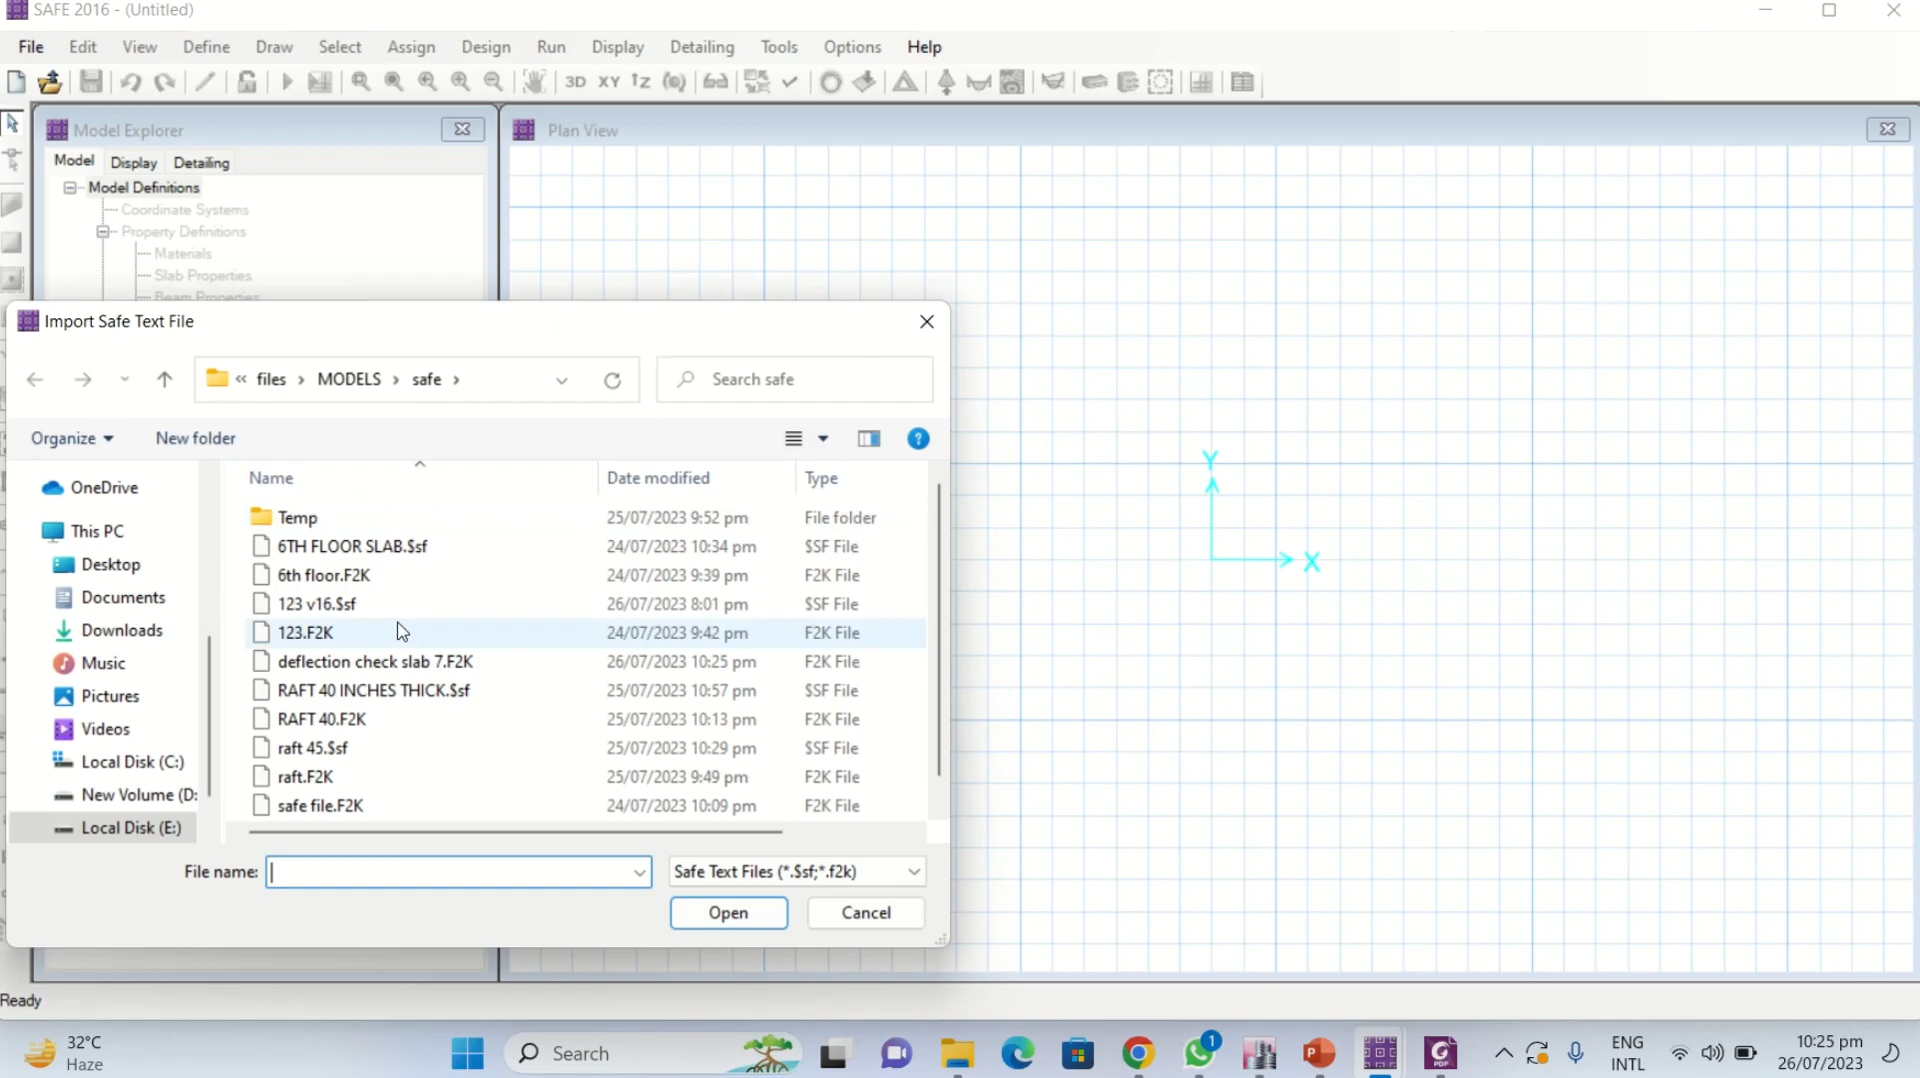 SAFE 2016 - (Untitled)
File Edit View Define Draw Select Assign Design Run Display Detailing Tools Options Help
3D XY
Model Explorer
Plan View
Model Display Detailing
Model Definitions
Coordinate Systems
Property Definitions
Materials
Slab Properties
Beam Properties
Import Safe Text File
« files › MODELS › safe ›
Search safe
Organize
New folder
Name Date modified Type
Temp 25/07/2023 9:52 pm File folder
6TH FLOOR SLAB.$sf 24/07/2023 10:34 pm $SF File
6th floor.F2K 24/07/2023 9:39 pm F2K File
123 v16.$sf 26/07/2023 8:01 pm $SF File
123.F2K 24/07/2023 9:42 pm F2K File
deflection check slab 7.F2K 26/07/2023 10:25 pm F2K File
RAFT 40 INCHES THICK.$sf 25/07/2023 10:57 pm $SF File
RAFT 40.F2K 25/07/2023 10:13 pm F2K File
raft 45.$sf 25/07/2023 10:29 pm $SF File
raft.F2K 25/07/2023 9:49 pm F2K File
safe file.F2K 24/07/2023 10:09 pm F2K File
OneDrive
This PC
Desktop
Documents
Downloads
Music
Pictures
Videos
Local Disk (C:)
New Volume (D:
Local Disk (E:)
File name:
Safe Text Files (*.$sf;*.f2k)
Open
Cancel
Y
X
Ready
32°C
Haze
Search
1
ENG
INTL
10:25 pm
26/07/2023